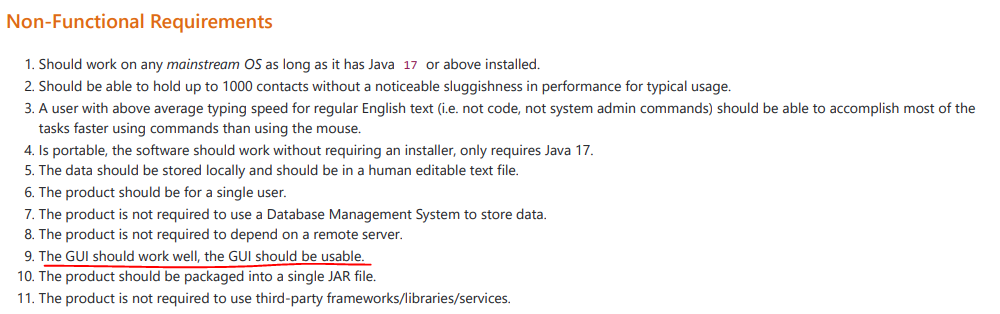 Non-Functional Requirements
1. Should work on any mainstream OS as long as it has Java 17 or above installed.
2. Should be able to hold up to 1000 contacts without a noticeable sluggishness in performance for typical usage.
3. A user with above average typing speed for regular English text (i.e. not code, not system admin commands) should be able to accomplish most of the
tasks faster using commands than using the mouse.
4. Is portable, the software should work without requiring an installer, only requires Java 17.
5. The data should be stored locally and should be in a human editable text file.
6. The product should be for a single user.
7. The product is not required to use a Database Management System to store data.
8. The product is not required to depend on a remote server.
9. The GUI should work well, the GUI should be usable.
10. The product should be packaged into a single JAR file.
11. The product is not required to use third-party frameworks/libraries/services.